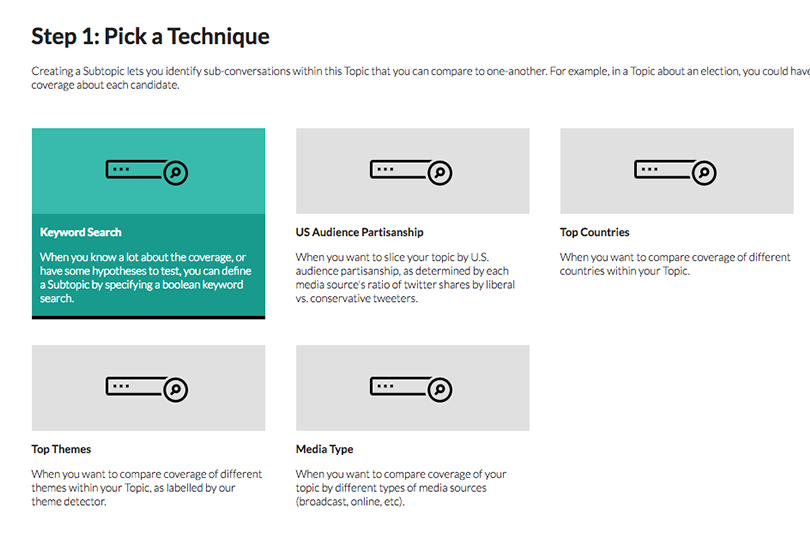 Step 1: Pick a Technique
Creating a Subtopic lets you identify sub-conversations within this Topic that you can compare to one-another. For example, in a Topic about an election, you could have
coverage about each candidate.
Keyword Search
When you know a lot about the coverage, or
have some hypotheses to test, you can define
a Subtopic by specifying a boolean keyword
search.
US Audience Partisanship
When you want to slice your topic by U.S.
audience partisanship, as determined by each
media source's ratio of twitter shares by liberal
vs. conservative tweeters.
Top Countries
When you want to compare coverage of different
countries within your Topic.
Top Themes
When you want to compare coverage of different
themes within your Topic, as labelled by our
theme detector.
Media Type
When you want to compare coverage of your
topic by different types of media sources
(broadcast, online, etc).